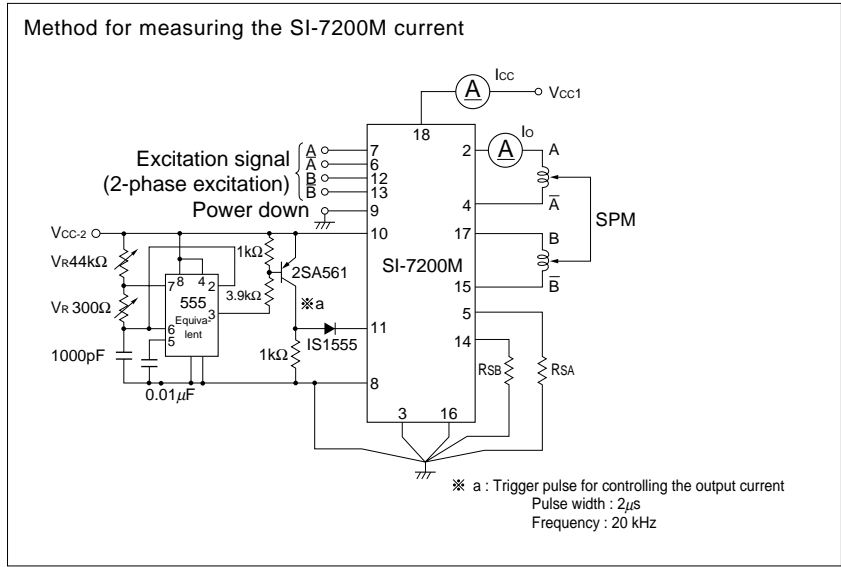 Method for measuring the SI-7200M current
Icc
A
Vcc1
18
Io
2
A
A
Excitation signal
(2-phase excitation)
A
7
A̅
6
B
12
B̅
13
4
A̅
SPM
Power down
9
17
B
Vcc-2
10
SI-7200M
VR44kΩ
1kΩ
2SA561
8
4
2
7
555
Equiva-
lent
3
3.9kΩ
※a
15
B̅
VR 300Ω
6
5
11
IS1555
5
14
1000pF
1kΩ
RSB
RSA
0.01μF
8
3
16
※ a : Trigger pulse for controlling the output current
Pulse width : 2μs
Frequency : 20 kHz